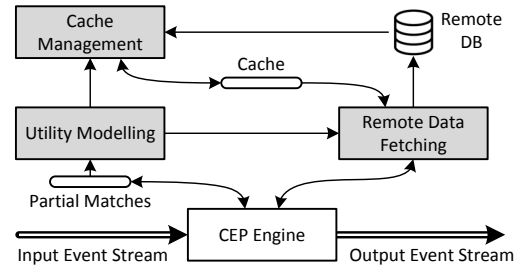 Cache
Management
Remote
DB
Cache
Utility Modelling
Remote Data
Fetching
Partial Matches
CEP Engine
Input Event Stream
Output Event Stream